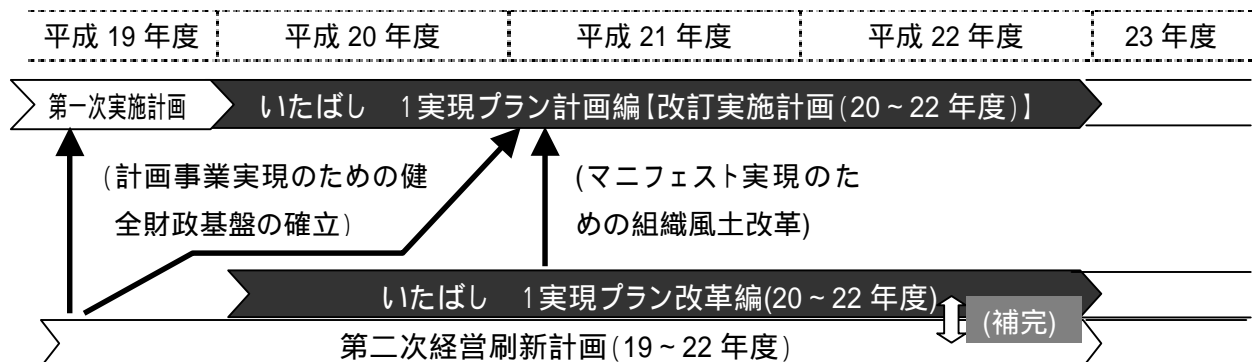 平成 19 年度 平成 20 年度 平成 21 年度 平成 22 年度 23 年度
第一次実施計画 いたばし 1実現プラン計画編【改訂実施計画(20~22 年度)】
(計画事業実現のための健
全財政基盤の確立)
(マニフェスト実現のた
めの組織風土改革)
いたばし 1実現プラン改革編(20~22 年度)
(補完)
第二次経営刷新計画(19~22 年度)